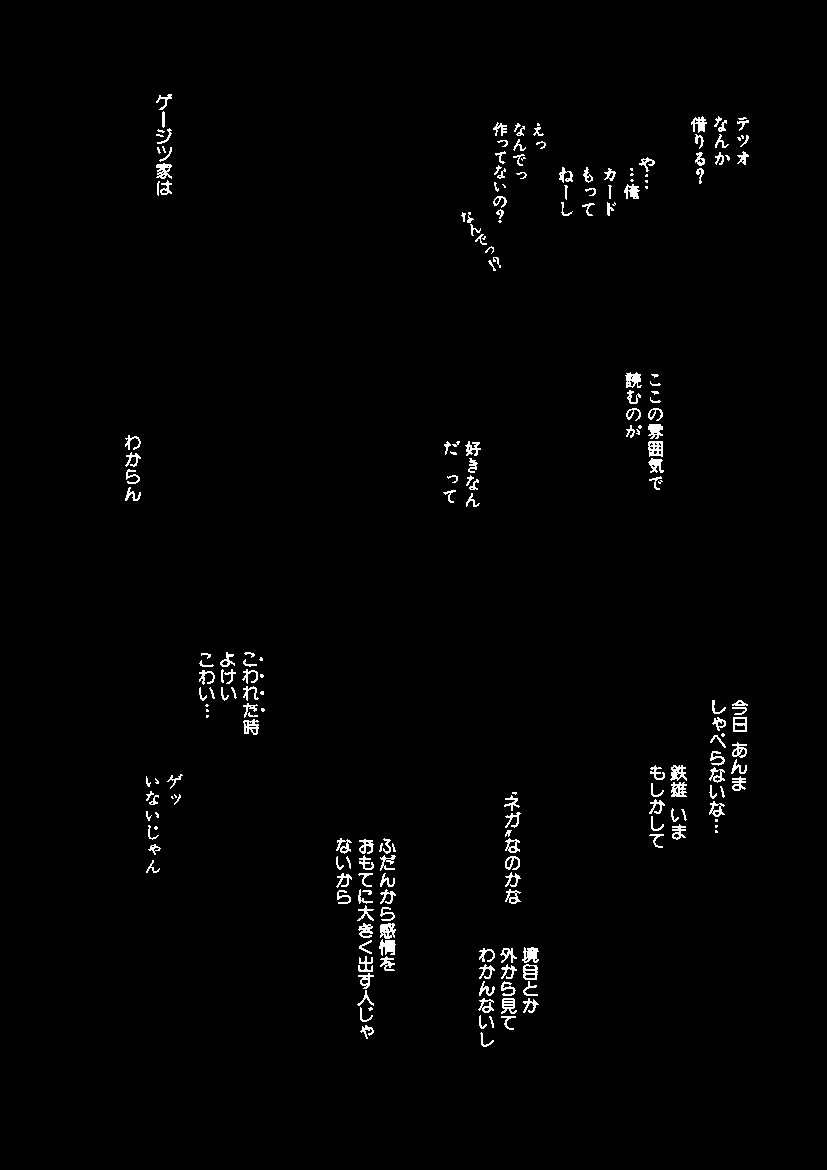 テツオ
なんか
借りる？
や…
…俺
カード
もって
ねーし
えっ
なんでっ
作ってないの？
なんでっ!?
ゲージツ家は
ここの雰囲気で
読むのが
好きなん
だ って
わからん
今日 あんま
しゃべらないな…
鉄雄 いま
もしかして
〝ネガ〟なのかな
境目とか
外から見て
わかんないし
ふだんから感情を
おもてに大きく出す人じゃ
ないから
こわれた時
よけい
こわい…
ゲッ
いないじゃん